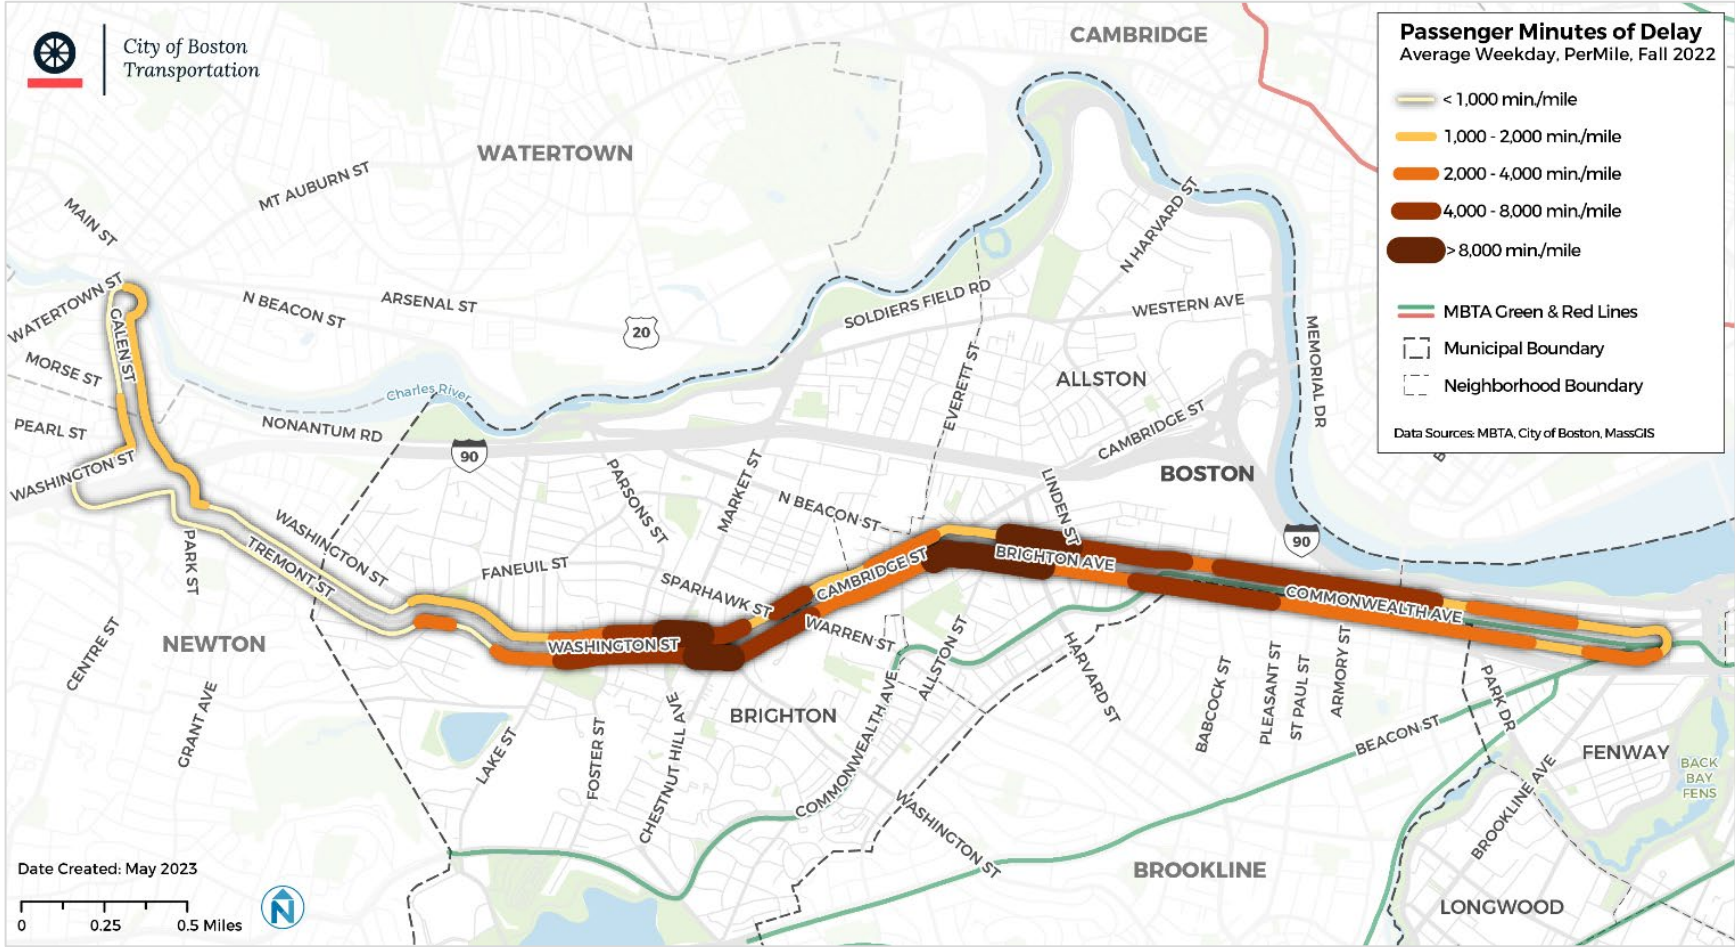 City of Boston
Transportation
Passenger Minutes of Delay
Average Weekday, PerMile, Fall 2022
< 1,000 min./mile
1,000 - 2,000 min./mile
2,000 - 4,000 min./mile
4,000 - 8,000 min./mile
> 8,000 min./mile
MBTA Green & Red Lines
Municipal Boundary
Neighborhood Boundary
Data Sources: MBTA, City of Boston, MassGIS
CAMBRIDGE
WATERTOWN
MT AUBURN ST
MAIN ST
N HARVARD ST
WATERTOWN ST
GALEN ST
N BEACON ST
ARSENAL ST
20
SOLDIERS FIELD RD
WESTERN AVE
MEMORIAL DR
MORSE ST
Charles River
EVERETT ST
ALLSTON
PEARL ST
NONANTUM RD
90
CAMBRIDGE ST
WASHINGTON ST
PARSONS ST
MARKET ST
N BEACON ST
LINDEN ST
BOSTON
90
PARK ST
TREMONT ST
WASHINGTON ST
FANEUIL ST
SPARHAWK ST
CAMBRIDGE ST
BRIGHTON AVE
COMMONWEALTH AVE
WASHINGTON ST
WARREN ST
NEWTON
CENTRE ST
GRANT AVE
LAKE ST
FOSTER ST
CHESTNUT HILL AVE
BRIGHTON
COMMONWEALTH AVE
ALLSTON ST
HARVARD ST
BABCOCK ST
PLEASANT ST
ST PAUL ST
ARMORY ST
PARK DR
BEACON ST
FENWAY
BACK
BAY
FENS
BROOKLINE AVE
WASHINGTON ST
BROOKLINE
LONGWOOD
Date Created: May 2023
0 0.25 0.5 Miles
N